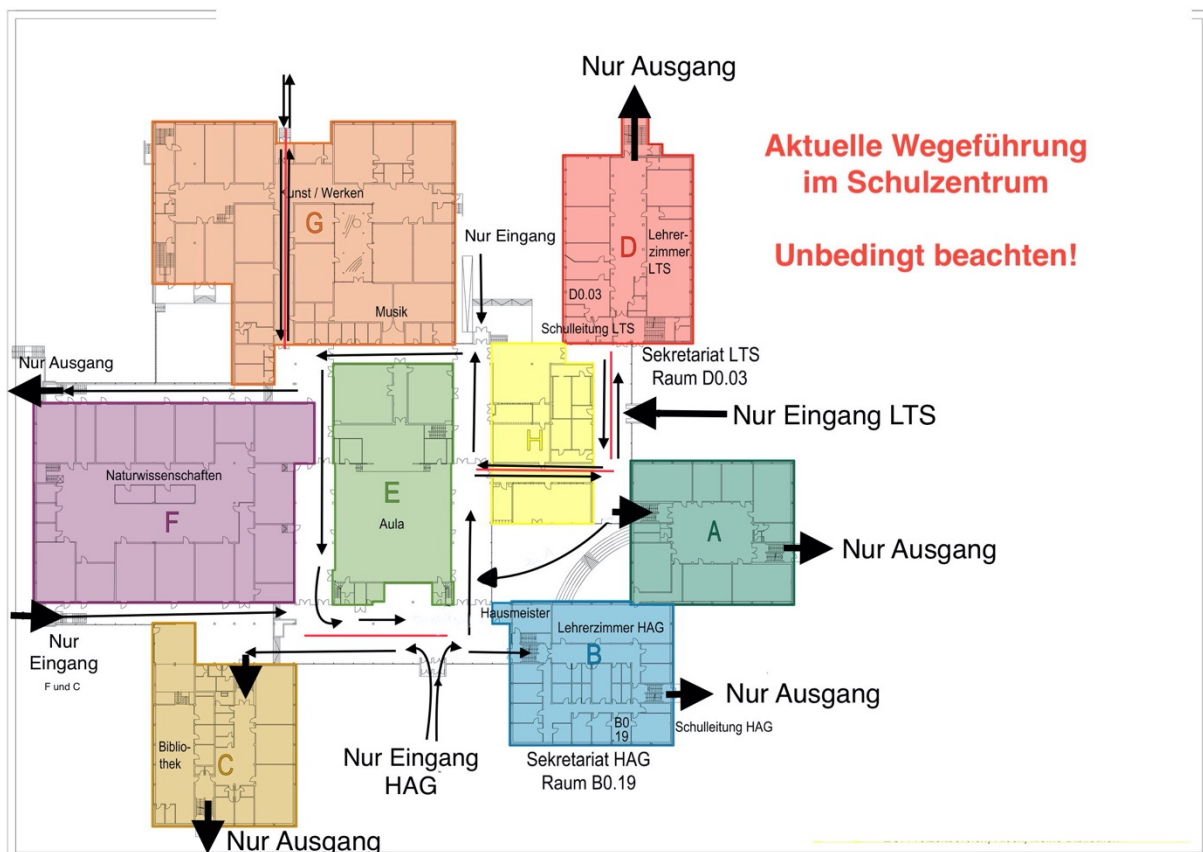 Nur Ausgang
Aktuelle Wegeführung
im Schulzentrum
Unbedingt beachten!
Kunst / Werken
G
Musik
Nur Eingang
D
Lehrer-
zimmer
LTS
D0.03
Schulleitung LTS
Sekretariat LTS
Raum D0.03
Nur Ausgang
Nur Eingang LTS
H
Naturwissenschaften
F
E
Aula
A
Nur Ausgang
Nur
Eingang
F und C
Hausmeister
Lehrerzimmer HAG
B
Nur Ausgang
B0
.19
Schulleitung HAG
Biblio-
thek
C
Nur Eingang
HAG
Sekretariat HAG
Raum B0.19
Nur Ausgang